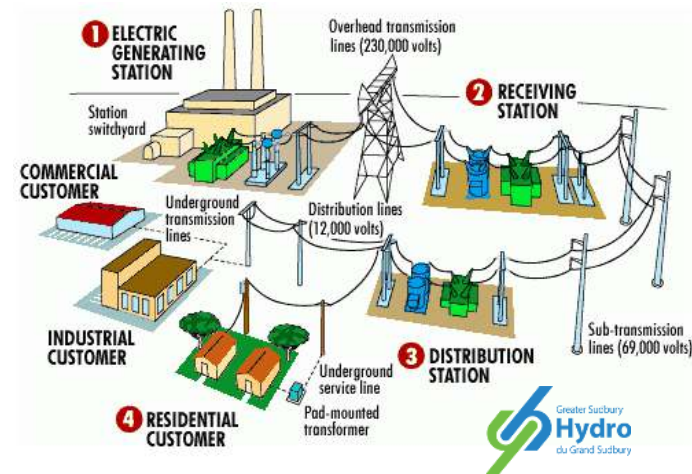 1 ELECTRIC
GENERATING
STATION
Overhead transmission
lines (230,000 volts)
2 RECEIVING
STATION
Station
switchyard
COMMERCIAL
CUSTOMER
Underground
transmission
lines
Distribution lines
(12,000 volts)
INDUSTRIAL
CUSTOMER
Sub-transmission
lines (69,000 volts)
3 DISTRIBUTION
STATION
Underground
service line
Pad-mounted
transformer
4 RESIDENTIAL
CUSTOMER
Greater Sudbury
Hydro
du Grand Sudbury